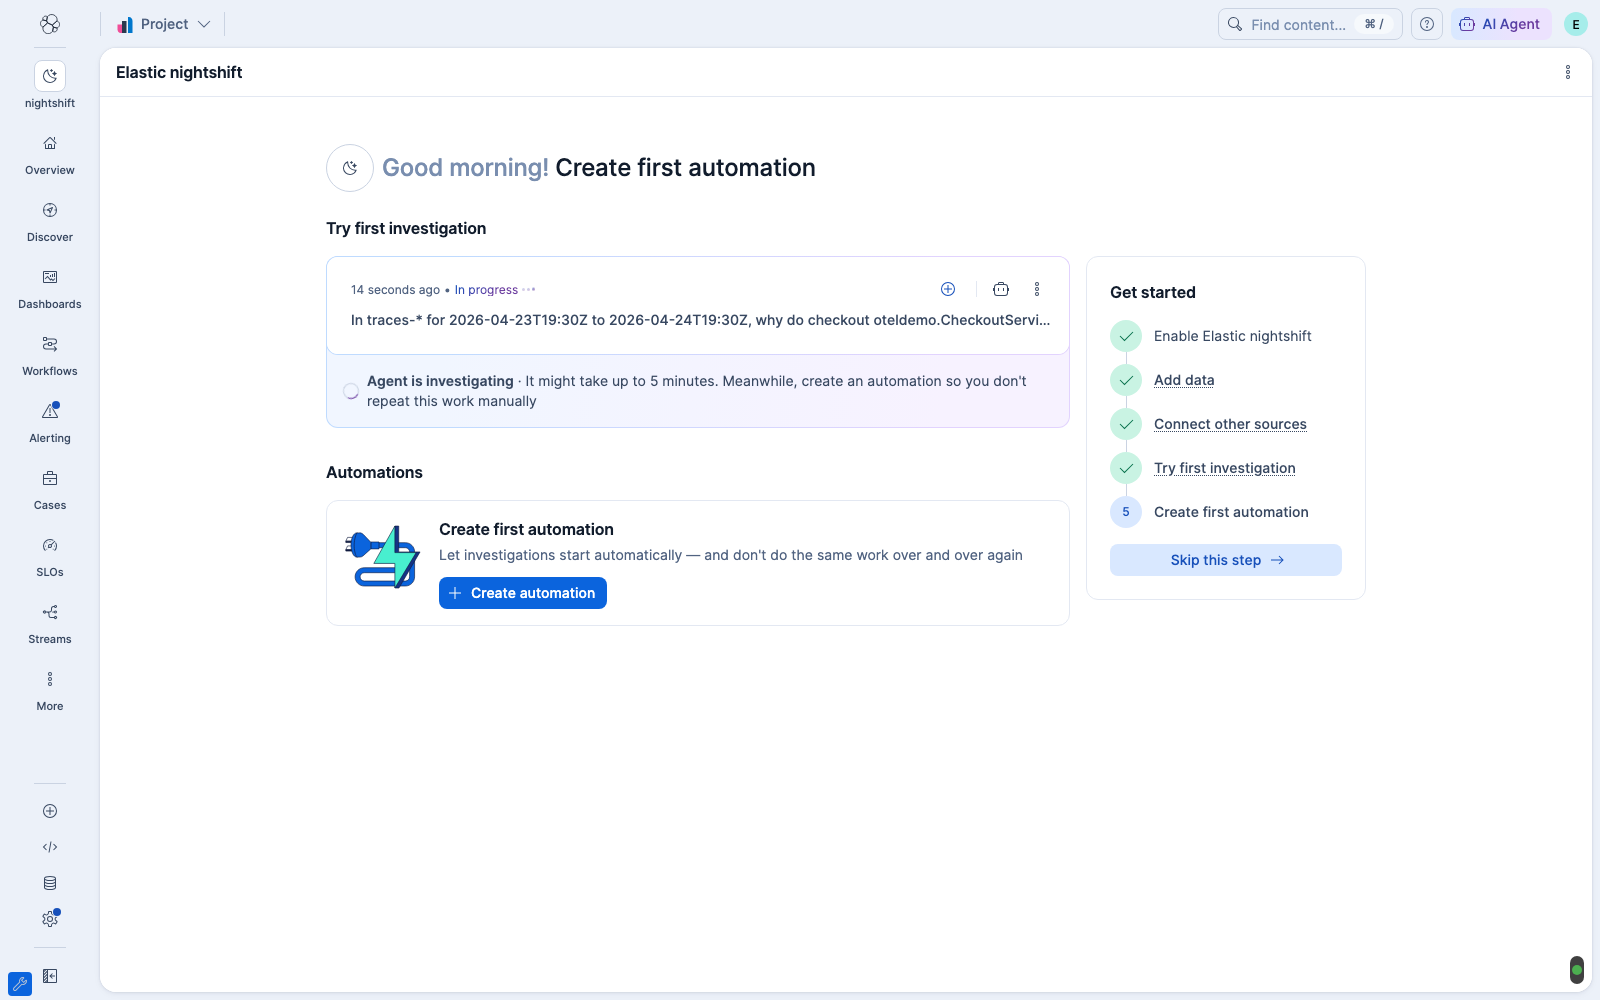 Project
Find content...
⌘ /
AI Agent
E
nightshift
Overview
Discover
Dashboards
Workflows
Alerting
Cases
SLOs
Streams
More
Elastic nightshift
Good morning! Create first automation
Try first investigation
14 seconds ago • In progress
In traces-* for 2026-04-23T19:30Z to 2026-04-24T19:30Z, why do checkout oteldemo.CheckoutServi...
Agent is investigating · It might take up to 5 minutes. Meanwhile, create an automation so you don't
repeat this work manually
Automations
Create first automation
Let investigations start automatically — and don't do the same work over and over again
Create automation
Get started
Enable Elastic nightshift
Add data
Connect other sources
Try first investigation
5 Create first automation
Skip this step →